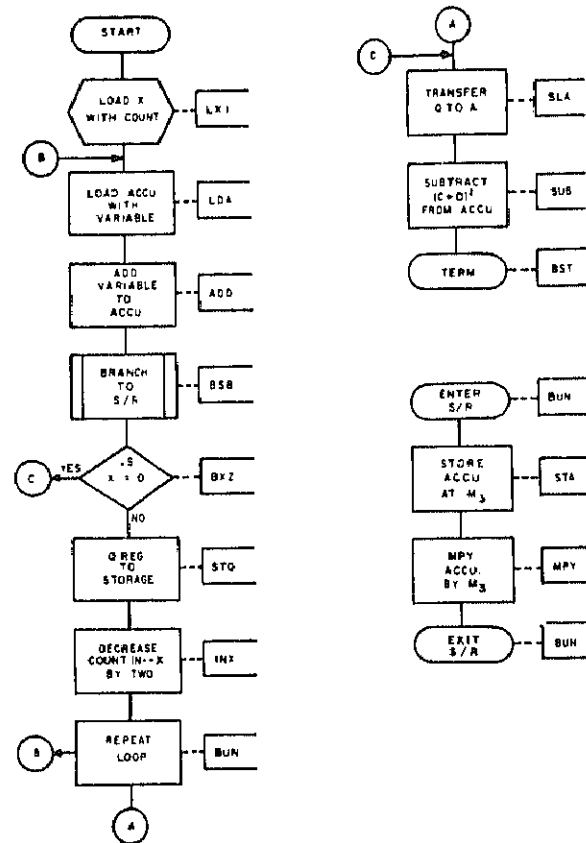 START
LOAD X
WITH COUNT
LXI
B
LOAD ACCU
WITH
VARIABLE
LDA
ADD
VARIABLE
TO
ACCU
ADD
BRANCH
TO
S/R
BSB
IS
X = 0
YES
C
BXZ
NO
Q REG
TO
STORAGE
STQ
DECREASE
COUNT IN--X
BY TWO
INX
REPEAT
LOOP
B
BUN
A
A
C
TRANSFER
Q TO A
SLA
SUBTRACT
(C+D)²
FROM ACCU
SUB
TERM
BST
ENTER
S/R
BUN
STORE
ACCU
AT M3
STA
MPY
ACCU.
BY M3
MPY
EXIT
S/R
BUN